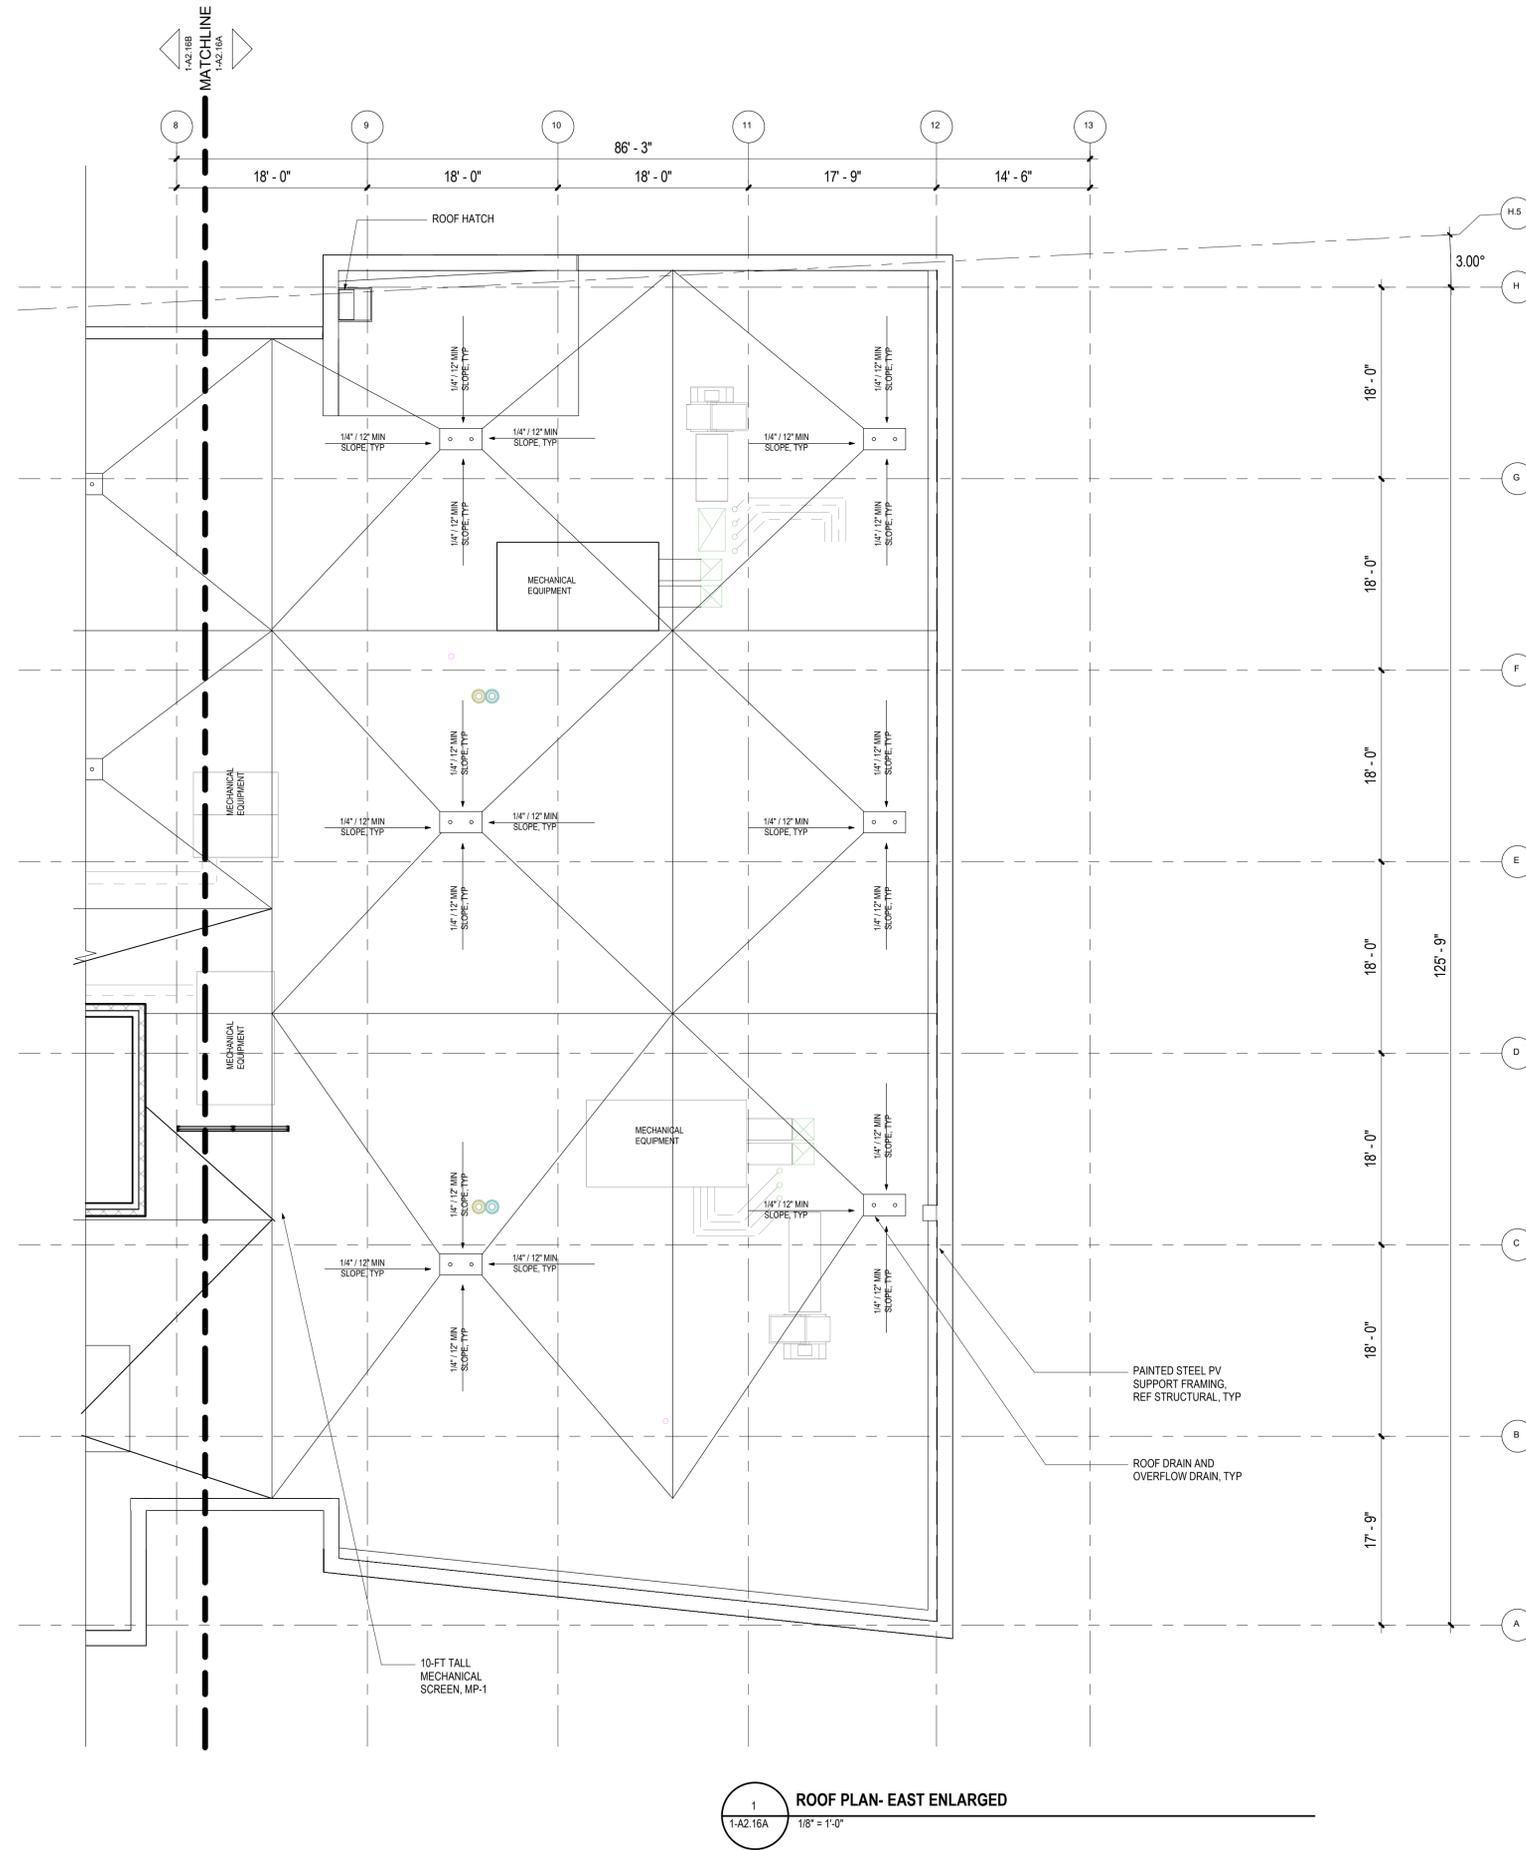 1-A2.16B
MATCHLINE
1-A2.16A
8
9
10
11
12
13
86' - 3"
18' - 0"
18' - 0"
18' - 0"
17' - 9"
14' - 6"
ROOF HATCH
H.5
3.00°
H
18' - 0"
1/4" / 12" MIN
SLOPE, TYP
1/4" / 12" MIN
SLOPE, TYP
1/4" / 12" MIN
SLOPE, TYP
1/4" / 12" MIN
SLOPE, TYP
1/4" / 12" MIN
SLOPE, TYP
G
1/4" / 12" MIN
SLOPE, TYP
1/4" / 12" MIN
SLOPE, TYP
18' - 0"
MECHANICAL
EQUIPMENT
F
1/4" / 12" MIN
SLOPE, TYP
1/4" / 12" MIN
SLOPE, TYP
18' - 0"
MECHANICAL
EQUIPMENT
1/4" / 12" MIN
SLOPE, TYP
1/4" / 12" MIN
SLOPE, TYP
1/4" / 12" MIN
SLOPE, TYP
E
1/4" / 12" MIN
SLOPE, TYP
1/4" / 12" MIN
SLOPE, TYP
18' - 0"
125' - 9"
MECHANICAL
EQUIPMENT
D
MECHANICAL
EQUIPMENT
1/4" / 12" MIN
SLOPE, TYP
18' - 0"
1/4" / 12" MIN
SLOPE, TYP
1/4" / 12" MIN
SLOPE, TYP
C
1/4" / 12" MIN
SLOPE, TYP
1/4" / 12" MIN
SLOPE, TYP
1/4" / 12" MIN
SLOPE, TYP
1/4" / 12" MIN
SLOPE, TYP
18' - 0"
PAINTED STEEL PV
SUPPORT FRAMING,
REF STRUCTURAL, TYP
B
ROOF DRAIN AND
OVERFLOW DRAIN, TYP
17' - 9"
A
10-FT TALL
MECHANICAL
SCREEN, MP-1
1
1-A2.16A
ROOF PLAN- EAST ENLARGED
1/8" = 1'-0"